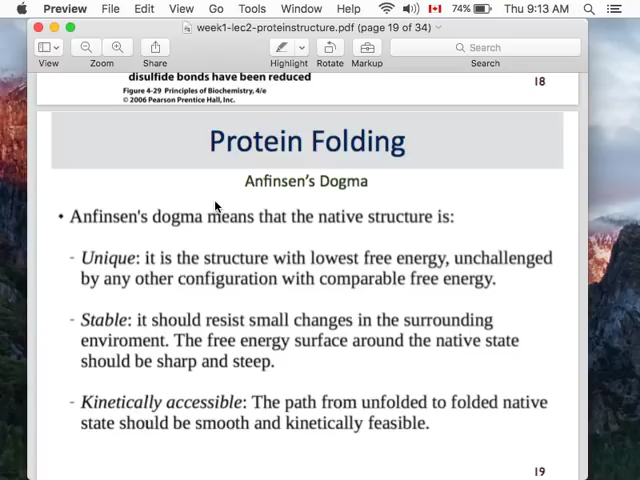 Preview File Edit View Go Tools Window Help 74% Thu 9:13 AM
week1-lec2-proteinstructure.pdf (page 19 of 34)
Search
View Zoom Share Highlight Rotate Markup Search
disulfide bonds have been reduced
Figure 4-29 Principles of Biochemistry, 4/e
© 2006 Pearson Prentice Hall, Inc.
18
Protein Folding
Anfinsen's Dogma
• Anfinsen's dogma means that the native structure is:
- Unique: it is the structure with lowest free energy, unchallenged
by any other configuration with comparable free energy.
- Stable: it should resist small changes in the surrounding
enviroment. The free energy surface around the native state
should be sharp and steep.
- Kinetically accessible: The path from unfolded to folded native
state should be smooth and kinetically feasible.
19